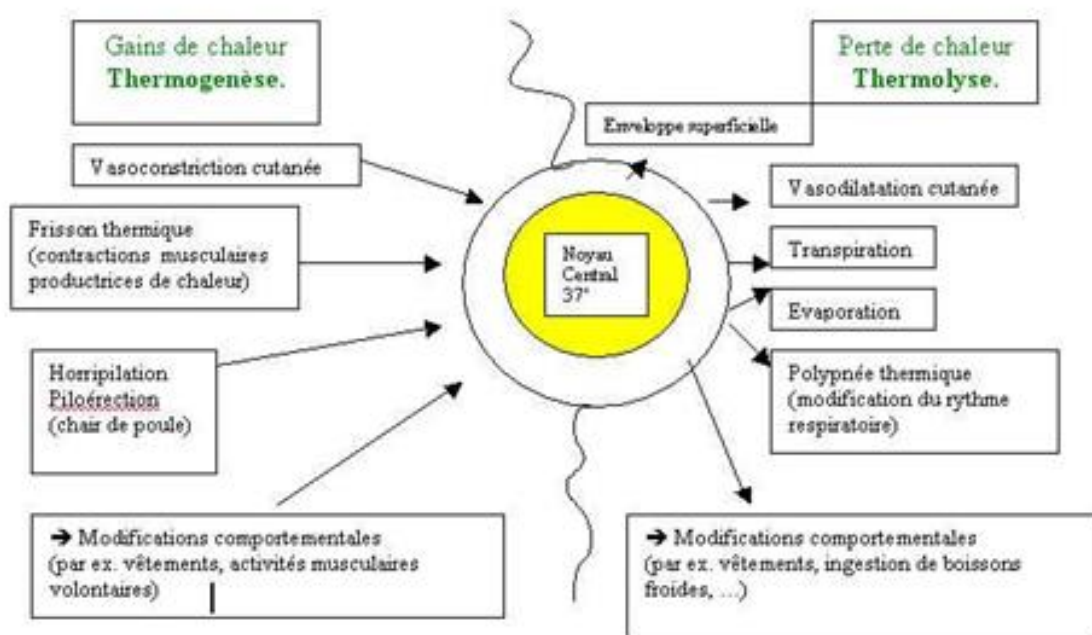 Gains de chaleur
Thermogenèse.
Perte de chaleur
Thermolyse.
Enveloppe superficielle
Vasoconstriction cutanée
Frisson thermique
(contractions musculaires
productrices de chaleur)
Horripilation
Piloérection
(chair de poule)
➔ Modifications comportementales
(par ex. vêtements, activités musculaires
volontaires)
Noyau
Central
37°
Vasodilatation cutanée
Transpiration
Evaporation
Polypnée thermique
(modification du rythme
respiratoire)
➔ Modifications comportementales
(par ex. vêtements, ingestion de boissons
froides, ...)